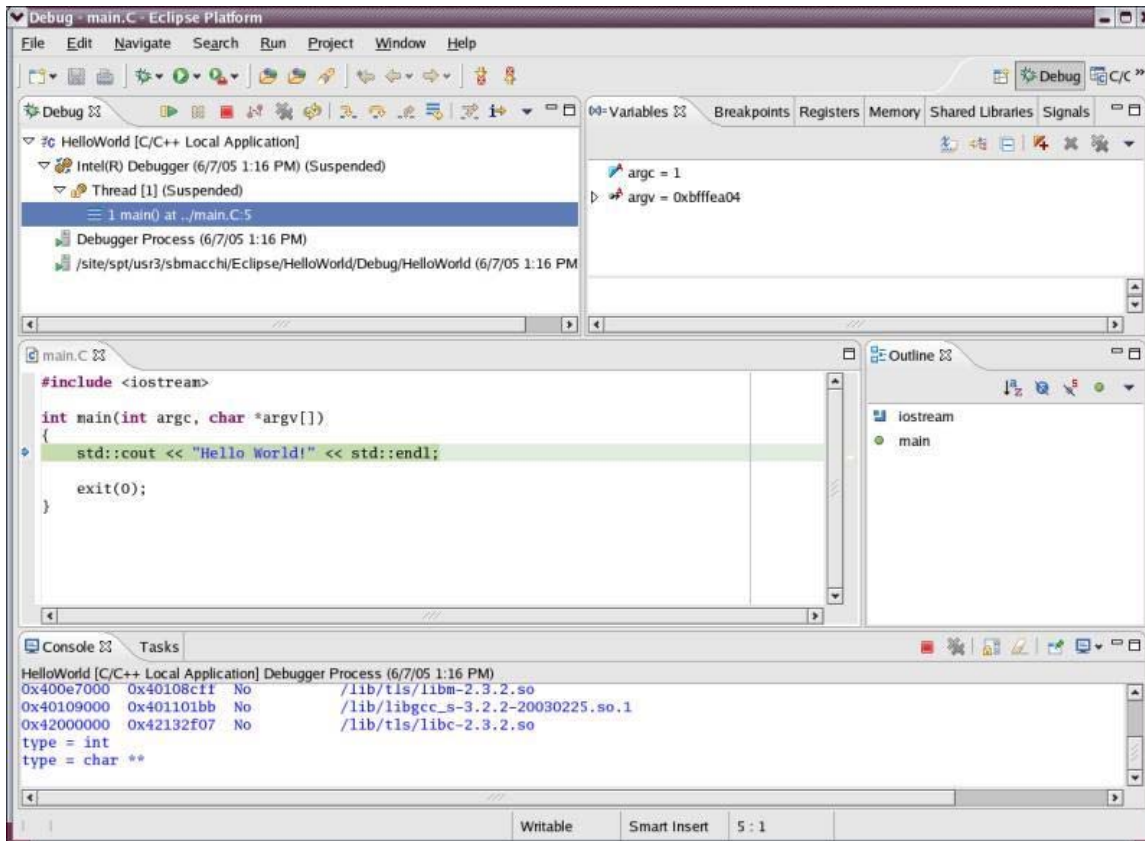 Debug - main.C - Eclipse Platform
File Edit Navigate Search Run Project Window Help
Debug C/C »
Debug
HelloWorld [C/C++ Local Application]
Intel(R) Debugger (6/7/05 1:16 PM) (Suspended)
Thread [1] (Suspended)
1 main() at ../main.C:5
Debugger Process (6/7/05 1:16 PM)
/site/spt/usr3/sbmacchi/Eclipse/HelloWorld/Debug/HelloWorld (6/7/05 1:16 PM
(x)= Variables Breakpoints Registers Memory Shared Libraries Signals
argc = 1
argv = 0xbfffea04
main.C
#include <iostream>
int main(int argc, char *argv[])
{
std::cout << "Hello World!" << std::endl;
exit(0);
}
Outline
iostream
main
Console Tasks
HelloWorld [C/C++ Local Application] Debugger Process (6/7/05 1:16 PM)
0x400e7000 0x40108cff No /lib/tls/libm-2.3.2.so
0x40109000 0x401101bb No /lib/libgcc_s-3.2.2-20030225.so.1
0x42000000 0x42132f07 No /lib/tls/libc-2.3.2.so
type = int
type = char **
Writable Smart Insert 5 : 1